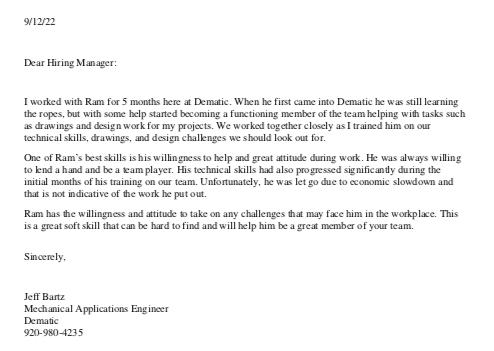 9/12/22
Dear Hiring Manager:
I worked with Ram for 5 months here at Dematic. When he first came into Dematic he was still learning
the ropes, but with some help started becoming a functioning member of the team helping with tasks such
as drawings and design work for my projects. We worked together closely as I trained him on our
technical skills, drawings, and design challenges we should look out for.
One of Ram's best skills is his willingness to help and great attitude during work. He was always willing
to lend a hand and be a team player. His technical skills had also progressed significantly during the
initial months of his training on our team. Unfortunately, he was let go due to economic slowdown and
that is not indicative of the work he put out.
Ram has the willingness and attitude to take on any challenges that may face him in the workplace. This
is a great soft skill that can be hard to find and will help him be a great member of your team.
Sincerely,
Jeff Bartz
Mechanical Applications Engineer
Dematic
920-980-4235